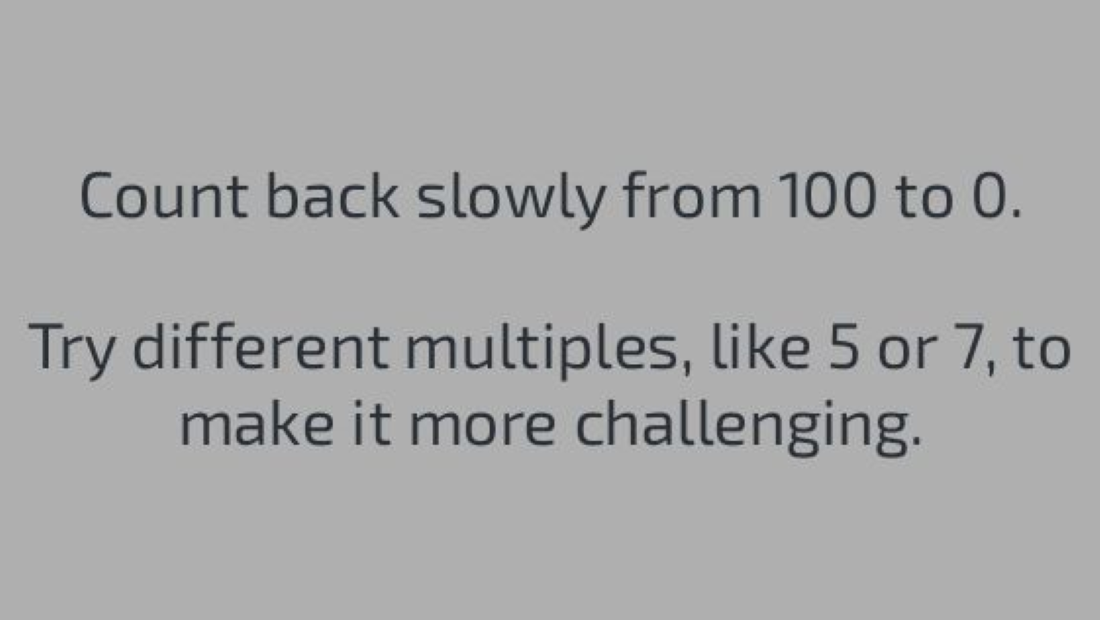 Count back slowly from 100 to 0.
Try different multiples, like 5 or 7, to
make it more challenging.